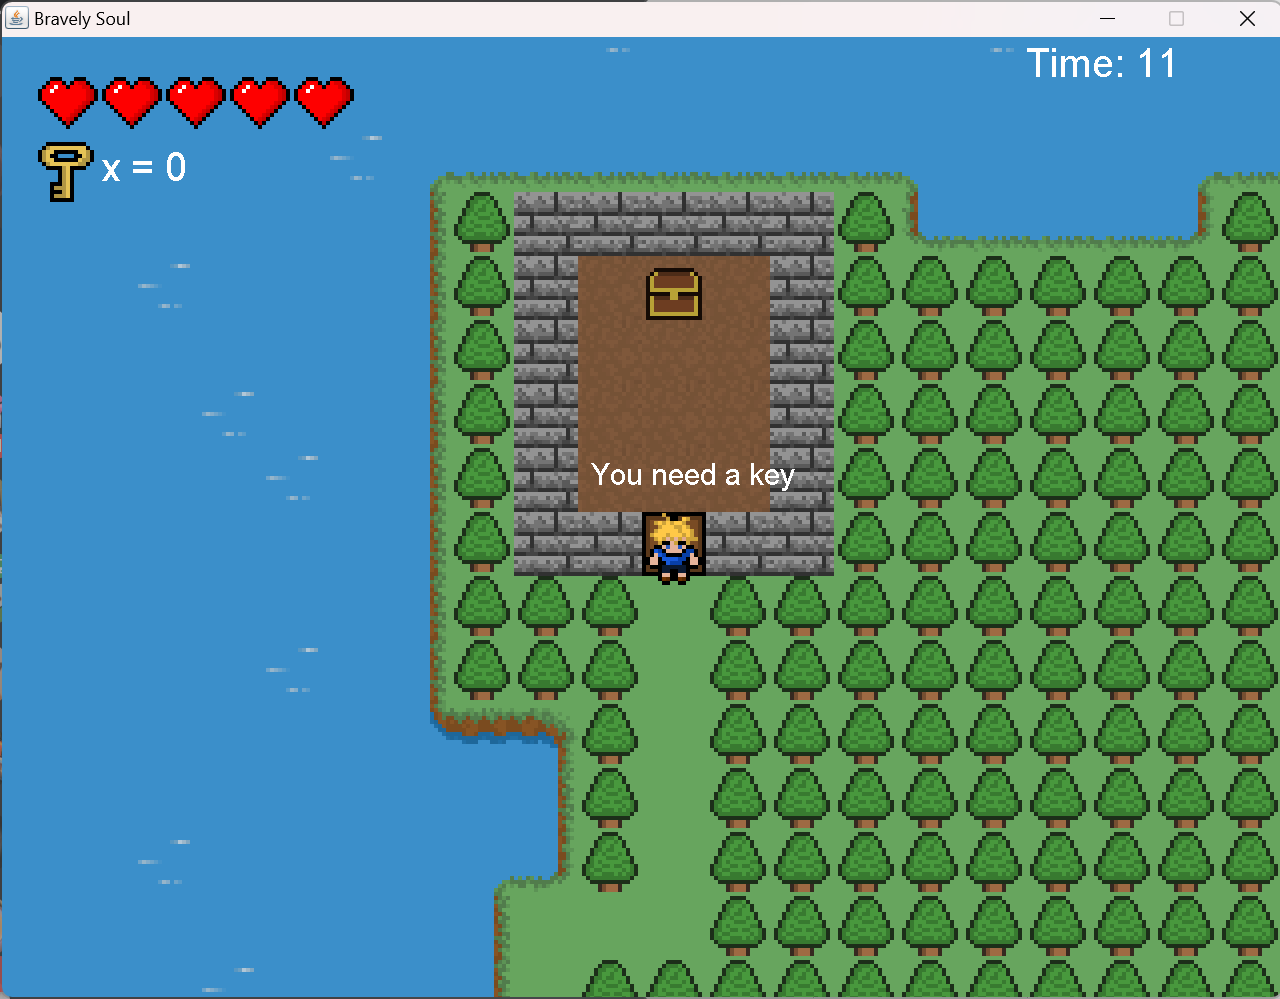 Bravely Soul
Time: 11
x = 0
You need a key